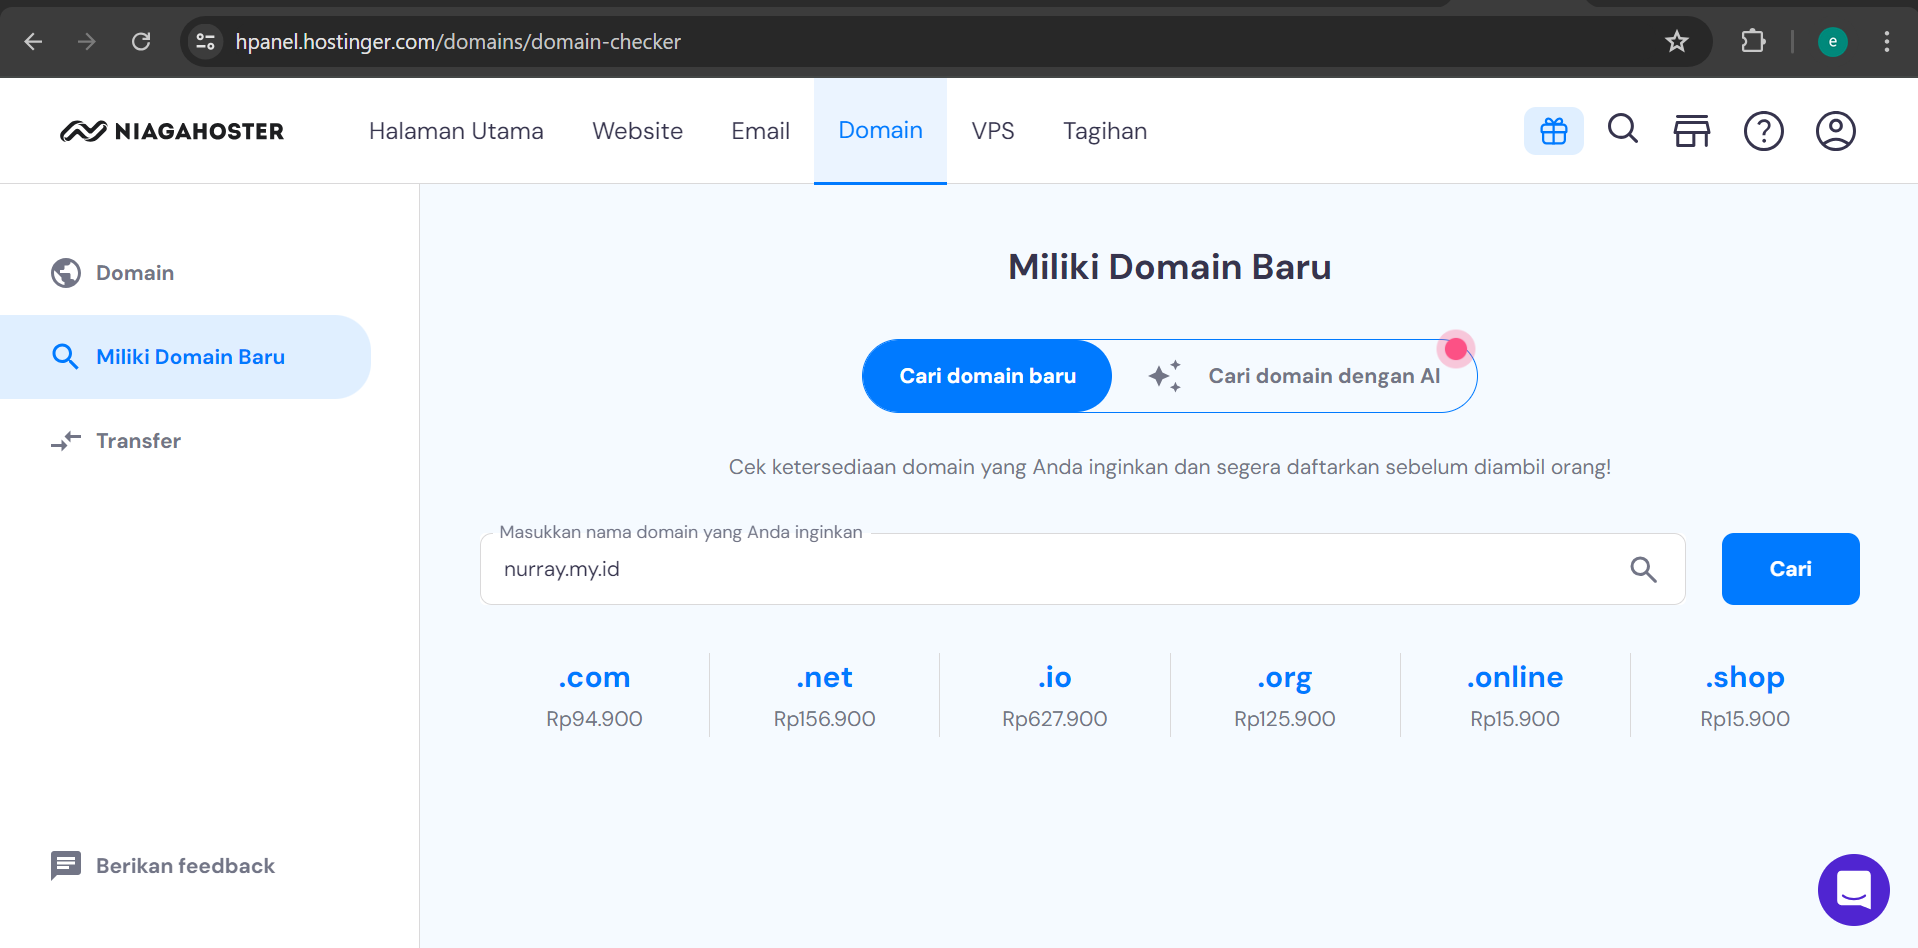 hpanel.hostinger.com/domains/domain-checker
e
NIAGAHOSTER
Halaman Utama
Website
Email
Domain
VPS
Tagihan
Domain
Miliki Domain Baru
Transfer
Berikan feedback
Miliki Domain Baru
Cari domain baru
Cari domain dengan AI
Cek ketersediaan domain yang Anda inginkan dan segera daftarkan sebelum diambil orang!
Masukkan nama domain yang Anda inginkan
nurray.my.id
Cari
.com
Rp94.900
.net
Rp156.900
.io
Rp627.900
.org
Rp125.900
.online
Rp15.900
.shop
Rp15.900